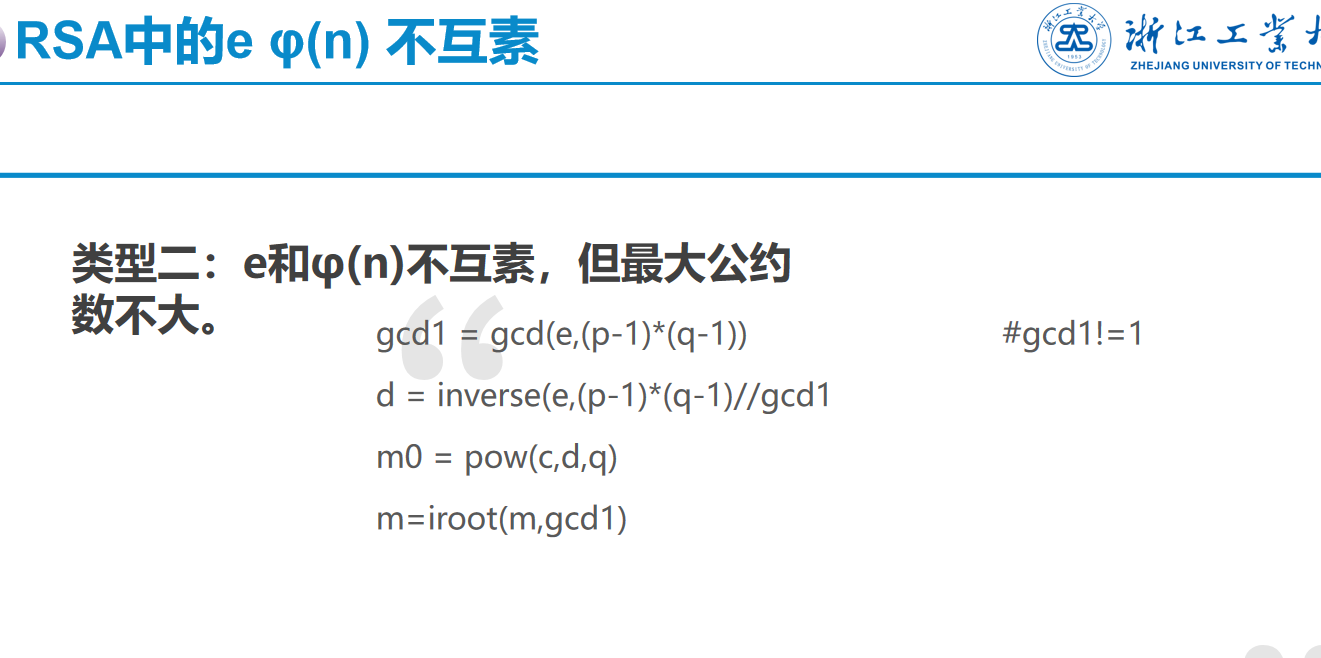 RSA中的e φ(n) 不互素
浙江工业
ZHEJIANG UNIVERSITY OF TECHN
类型二：e和φ(n)不互素，但最大公约
数不大。
gcd1 = gcd(e,(p-1)*(q-1)) #gcd1!=1
d = inverse(e,(p-1)*(q-1)//gcd1
m0 = pow(c,d,q)
m=iroot(m,gcd1)